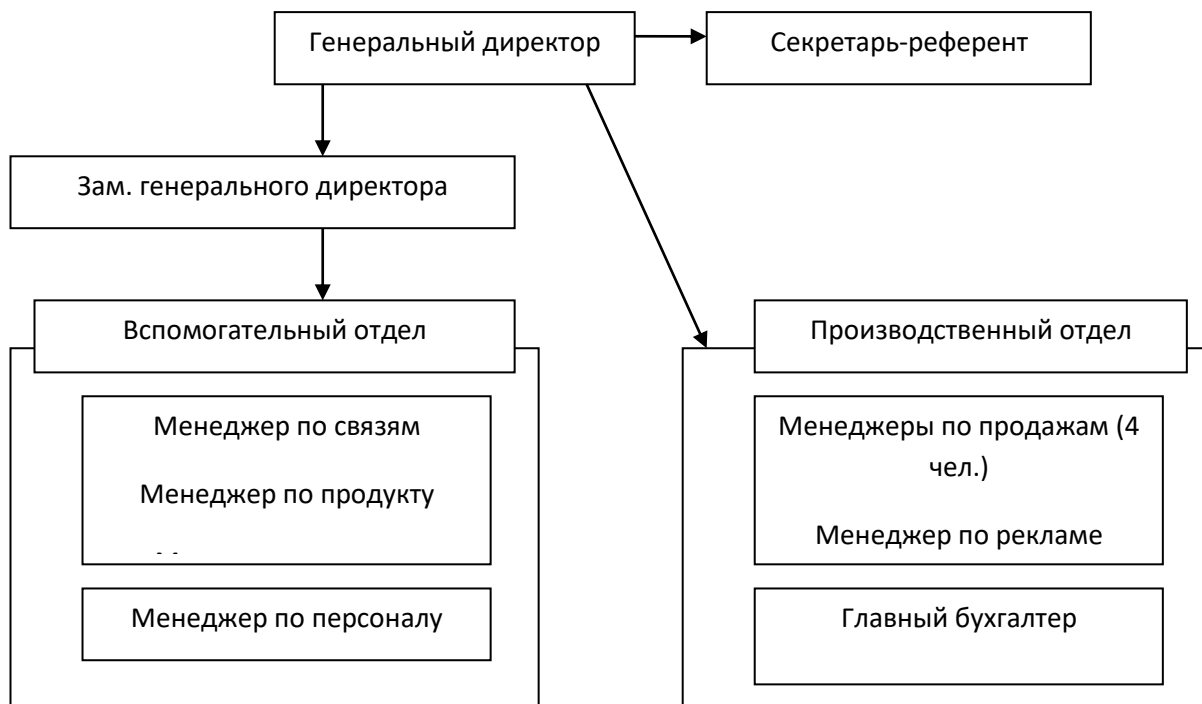 Генеральный директор
Секретарь-референт
Зам. генерального директора
Вспомогательный отдел
Менеджер по связям
Менеджер по продукту
Менеджер по персоналу
Производственный отдел
Менеджеры по продажам (4
чел.)
Менеджер по рекламе
Главный бухгалтер